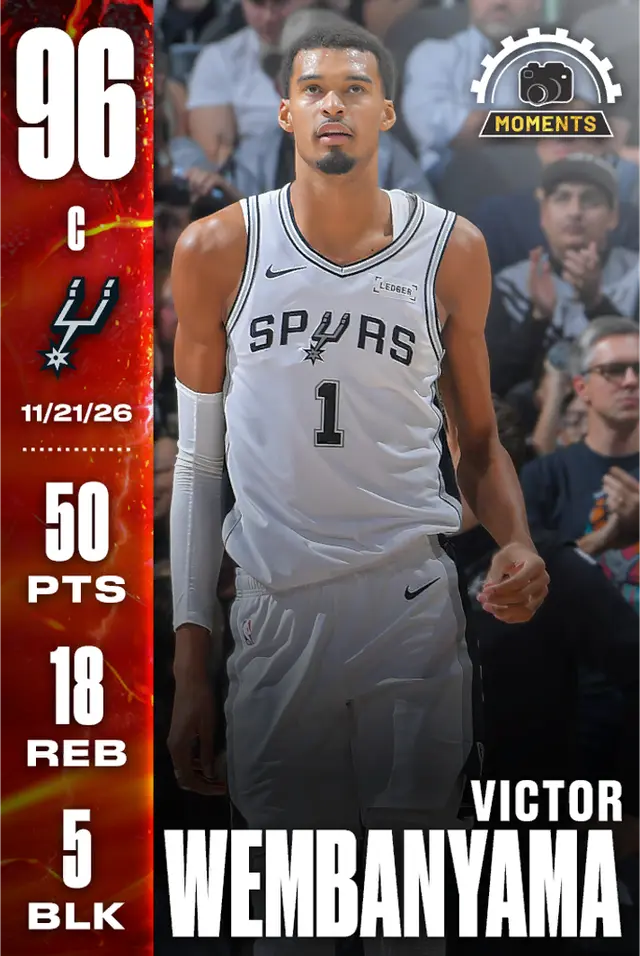 96
C
11/21/26
50
PTS
18
REB
5
BLK
MOMENTS
LEDGER
SPURS
1
VICTOR
WEMBANYAMA